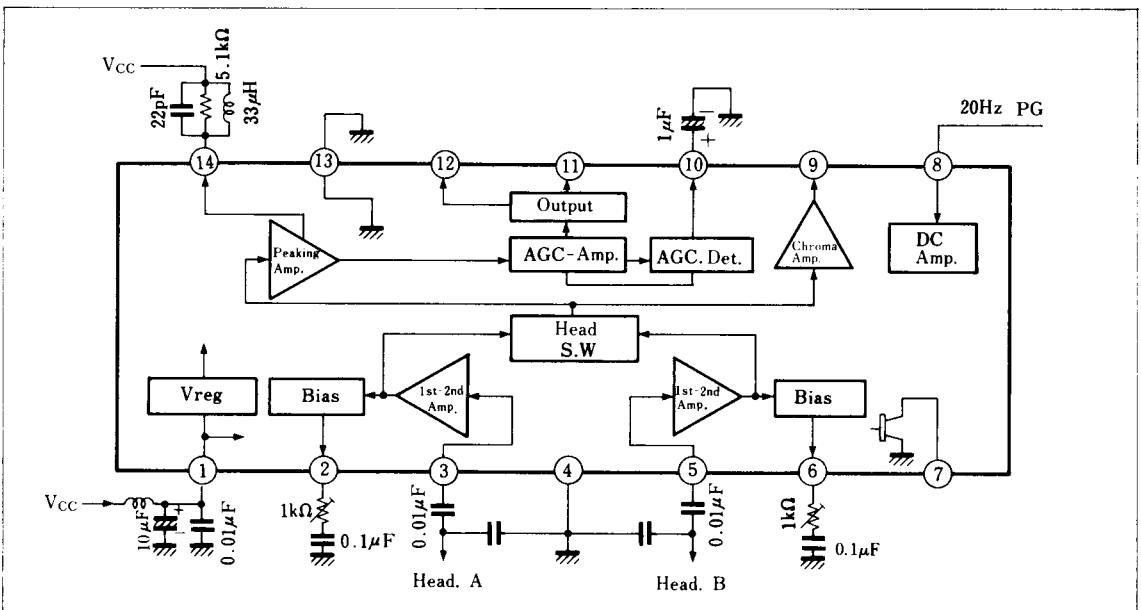 VCC
22pF
5.1kΩ
33μH
1μF
−
+
20Hz PG
14
13
12
11
10
9
8
Output
Peaking
Amp.
AGC-Amp.
AGC. Det.
Chroma
Amp.
DC
Amp.
Head
S.W
Vreg
Bias
1st-2nd
Amp.
1st-2nd
Amp.
Bias
1
2
3
4
5
6
7
VCC
10μF
+
−
0.01μF
1kΩ
0.1μF
0.01μF
0.01μF
1kΩ
0.1μF
Head. A
Head. B